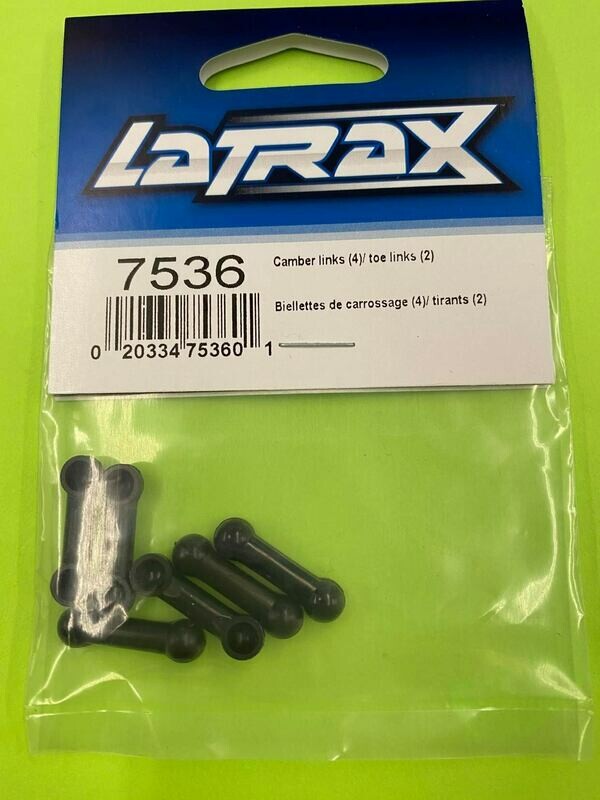 LaTRAX
7536
Camber links (4)/ toe links (2)
Biellettes de carrossage (4)/ tirants (2)
0 20334 75360 1